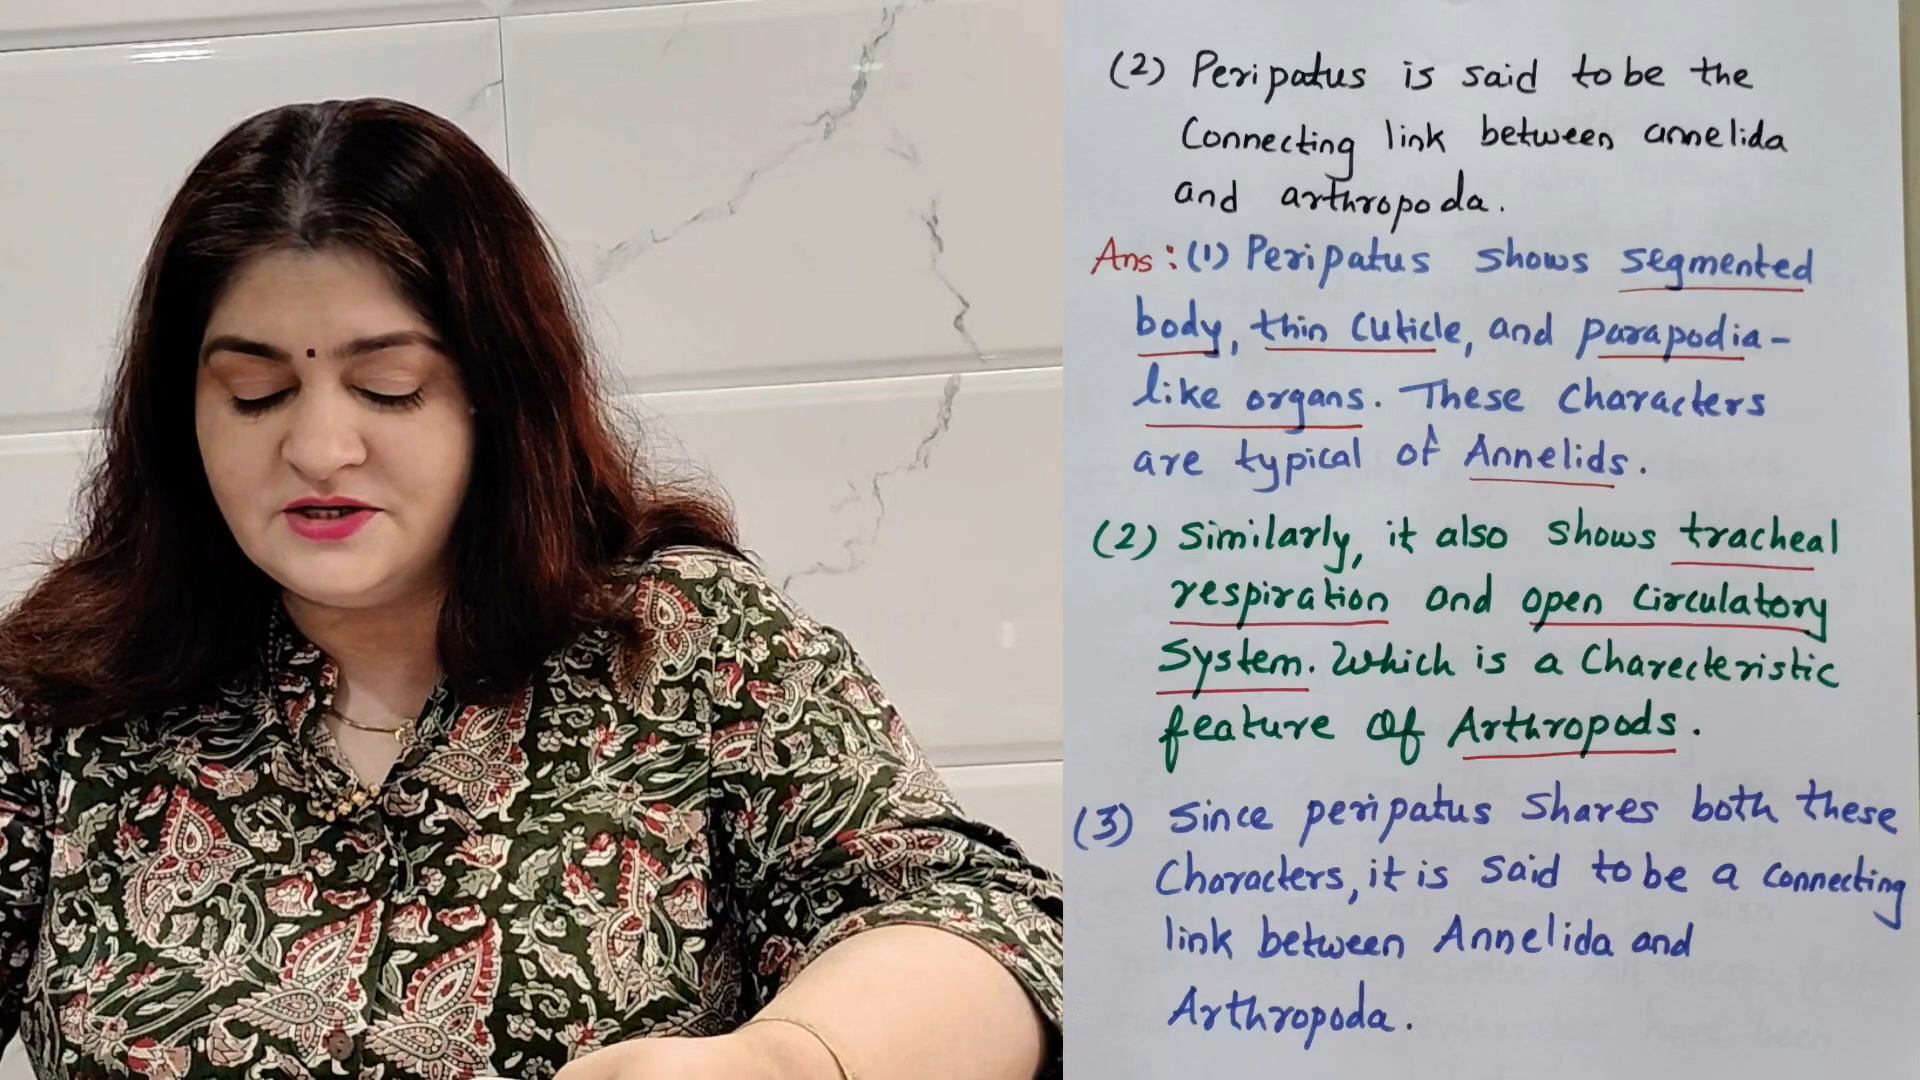 (2) Peripatus is said to be the
Connecting link between annelida
and arthropoda.
Ans: (1) Peripatus shows segmented
body, thin cuticle, and parapodia-
like organs. These characters
are typical of Annelids.
(2) Similarly, it also shows tracheal
respiration and open circulatory
System. Which is a Charecteristic
feature of Arthropods.
(3) Since peripatus shares both these
Characters, it is said to be a connecting
link between Annelida and
Arthropoda.